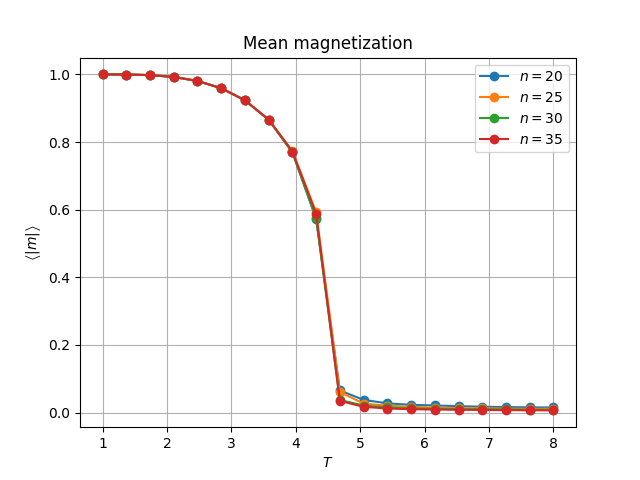 Mean magnetization
n = 20
n = 25
n = 30
n = 35
⟨|m|⟩
1.0
0.8
0.6
0.4
0.2
0.0
1 2 3 4 5 6 7 8
T